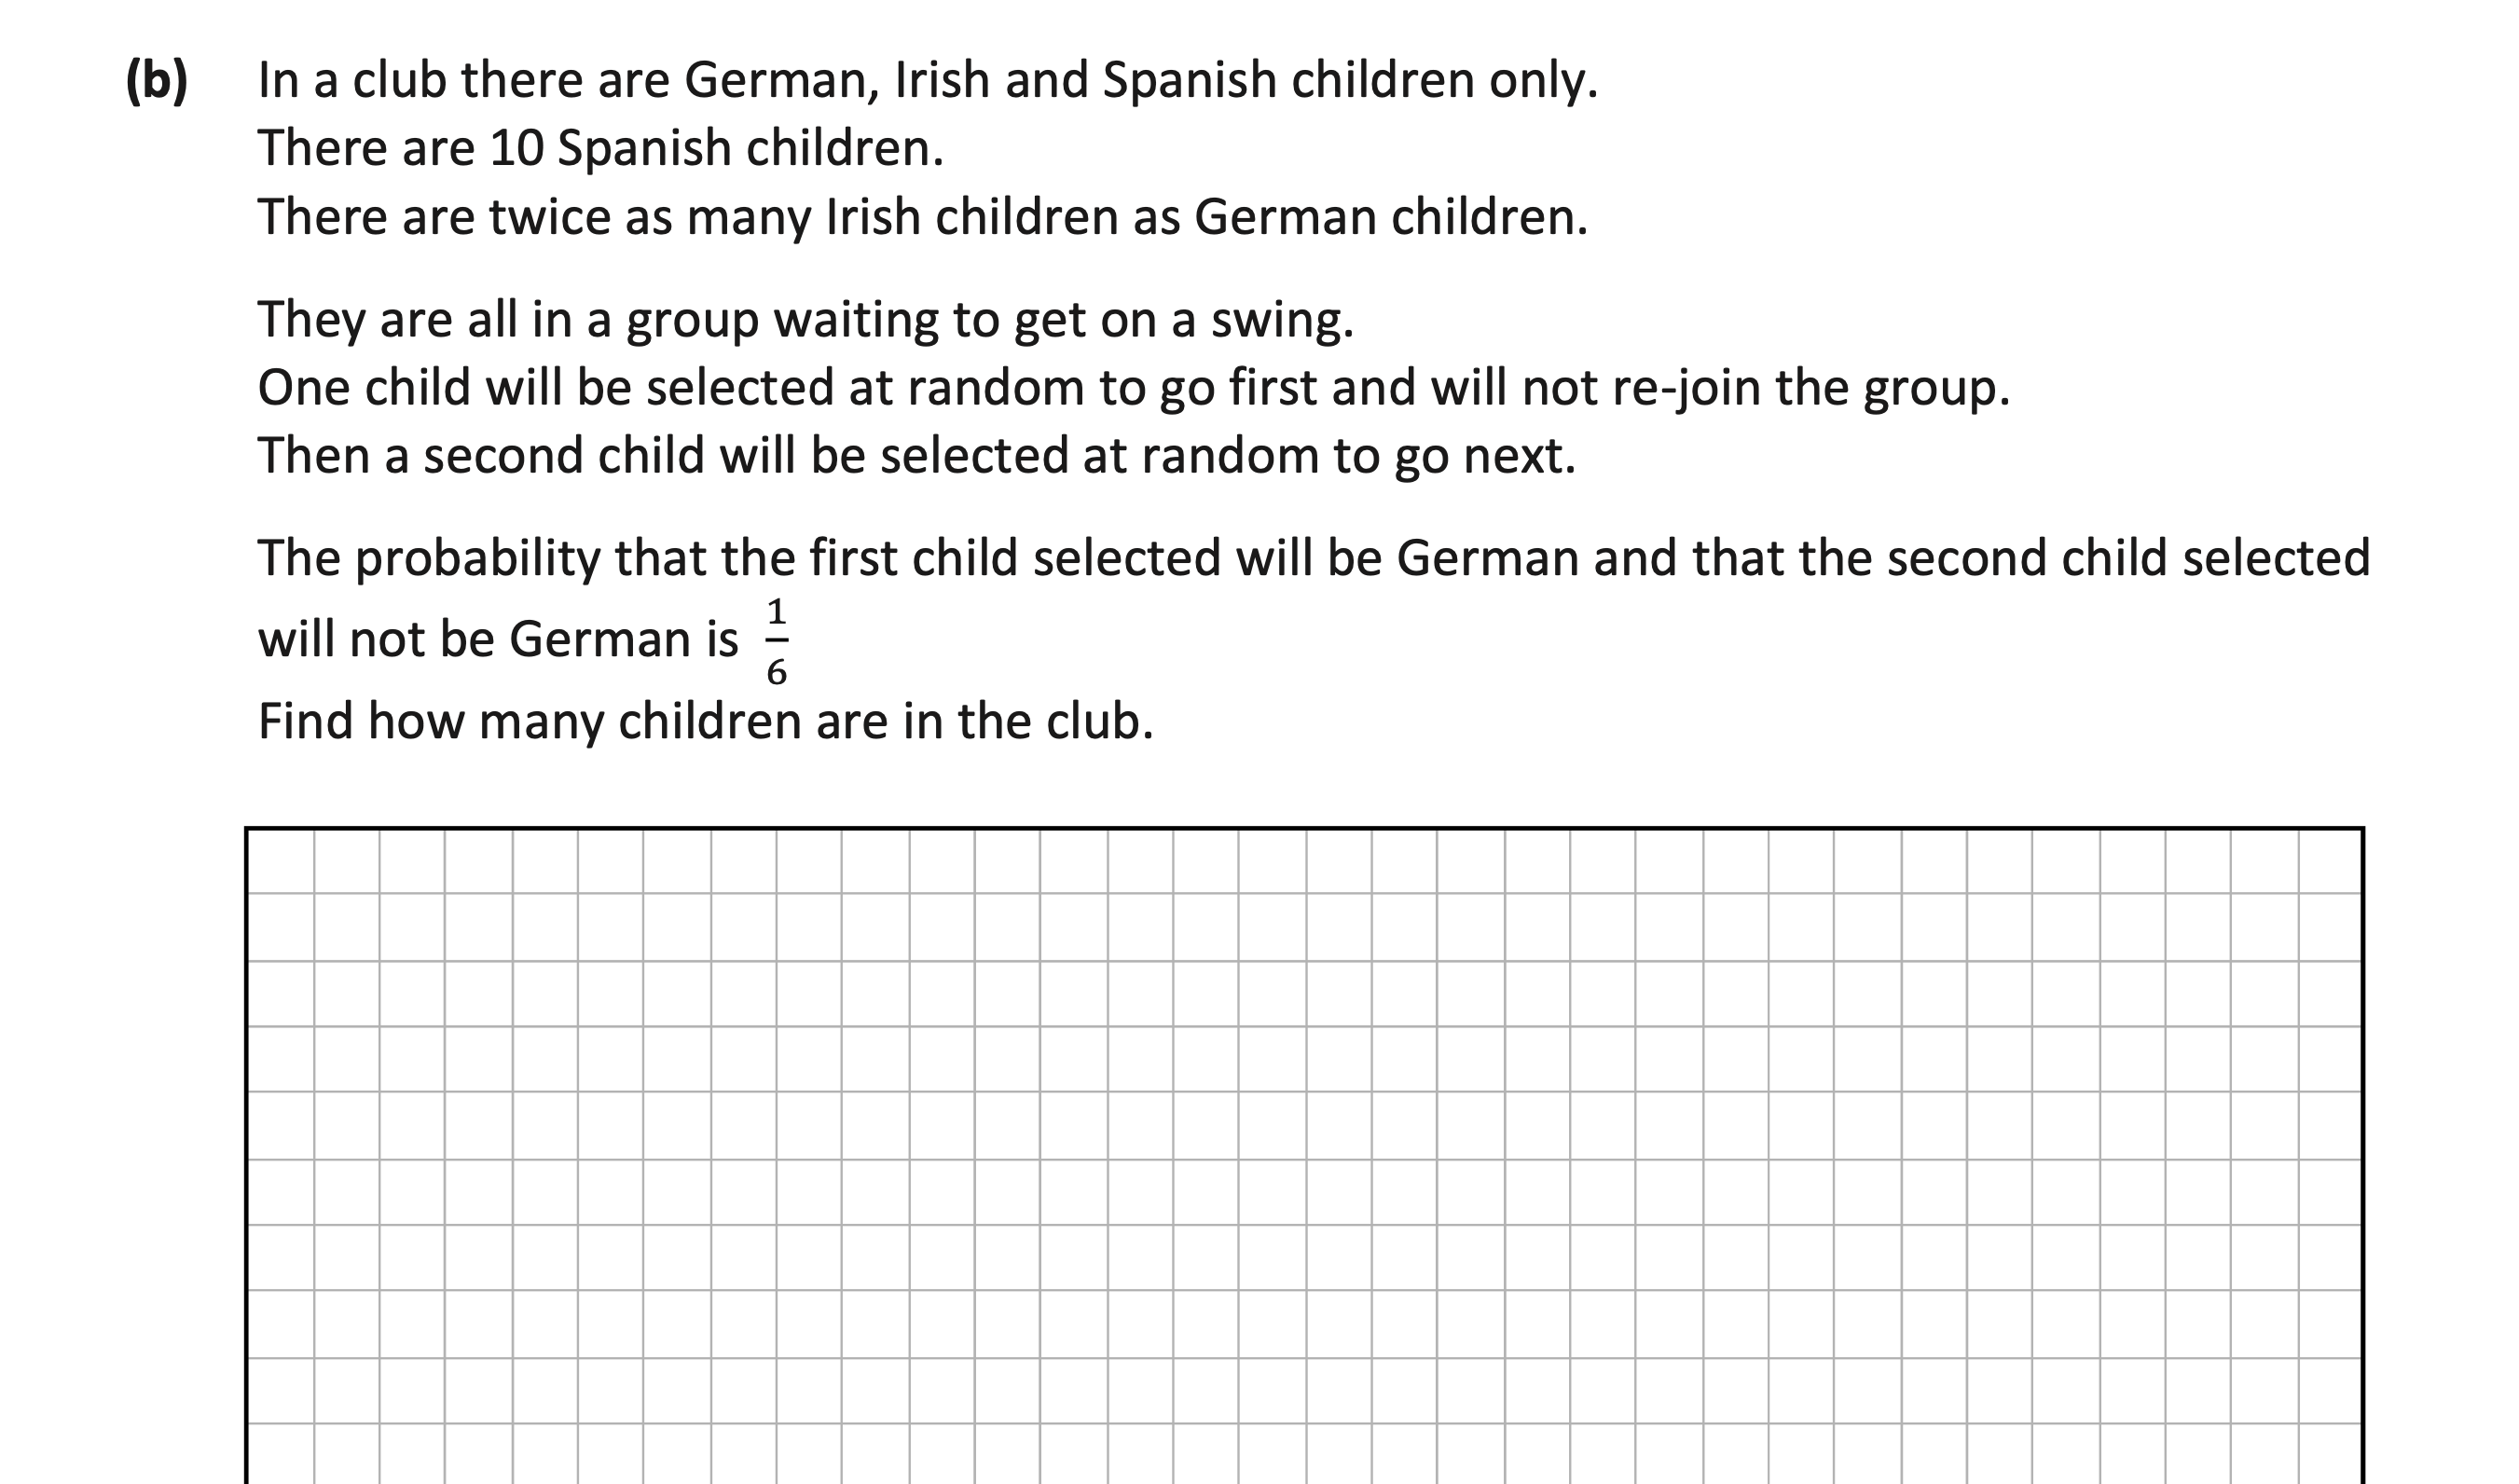 (b) In a club there are German, Irish and Spanish children only.
There are 10 Spanish children.
There are twice as many Irish children as German children.
They are all in a group waiting to get on a swing.
One child will be selected at random to go first and will not re-join the group.
Then a second child will be selected at random to go next.
The probability that the first child selected will be German and that the second child selected
will not be German is 1/6
Find how many children are in the club.